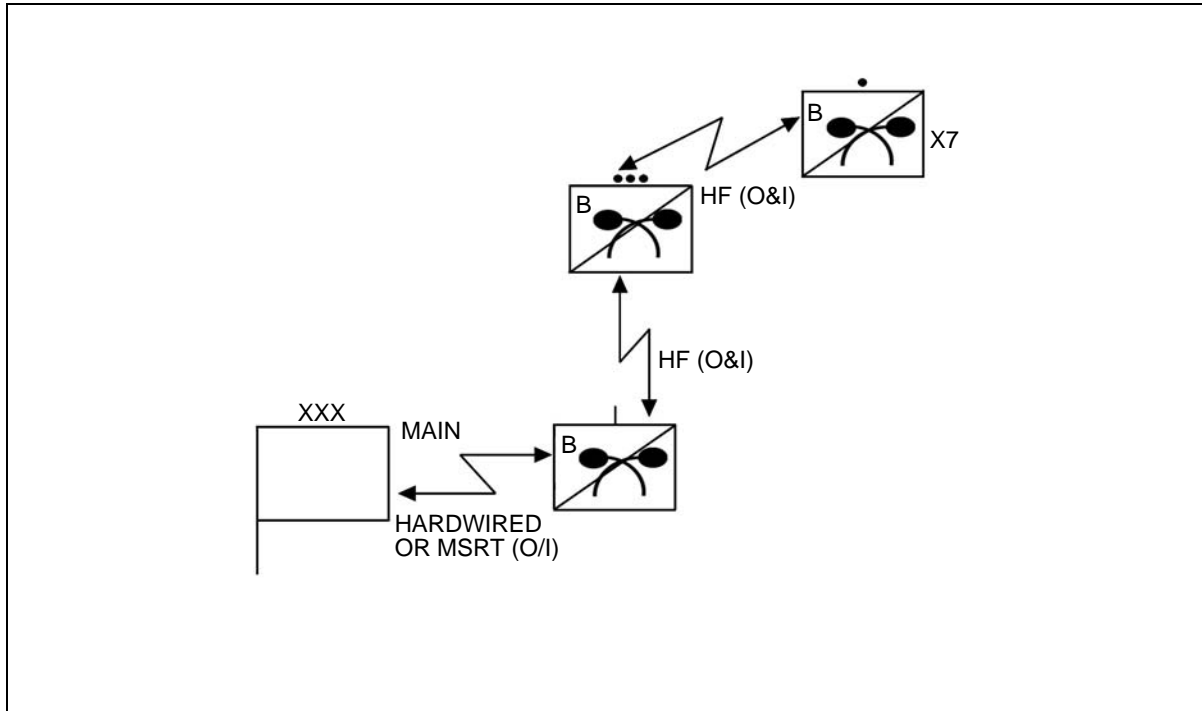 B
X7
HF (O&I)
B
HF (O&I)
XXX
MAIN
B
HARDWIRED
OR MSRT (O/I)